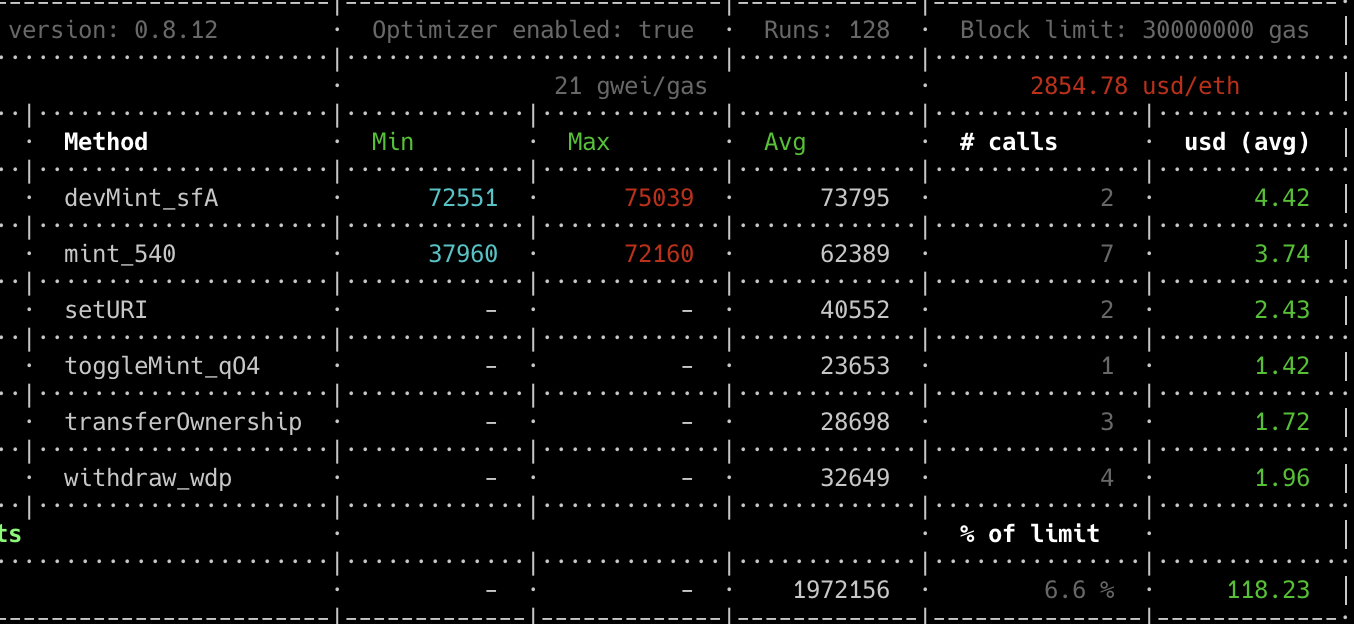 version: 0.8.12 · Optimizer enabled: true · Runs: 128 · Block limit: 30000000 gas
21 gwei/gas · 2854.78 usd/eth
Method · Min · Max · Avg · # calls · usd (avg)
devMint_sfA · 72551 · 75039 · 73795 · 2 · 4.42
mint_540 · 37960 · 72160 · 62389 · 7 · 3.74
setURI · - · - · 40552 · 2 · 2.43
toggleMint_qO4 · - · - · 23653 · 1 · 1.42
transferOwnership · - · - · 28698 · 3 · 1.72
withdraw_wdp · - · - · 32649 · 4 · 1.96
ts · % of limit
- · - · 1972156 · 6.6 % · 118.23